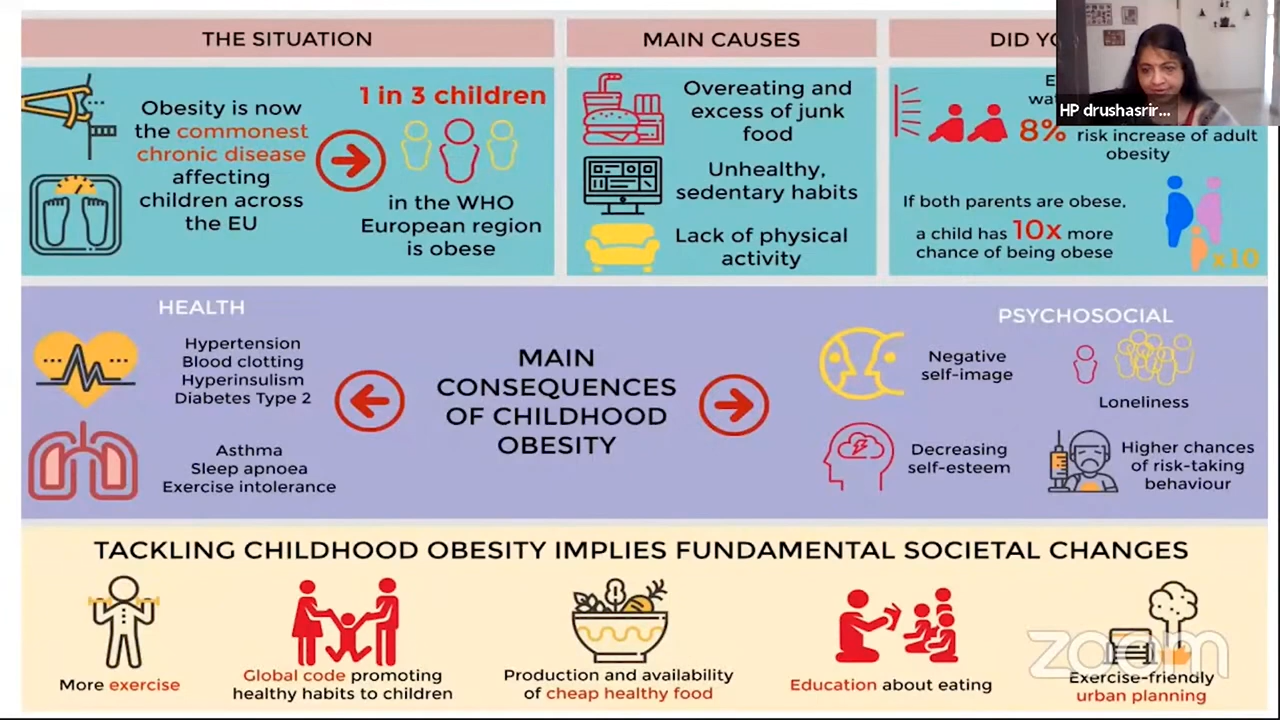 THE SITUATION
Obesity is now
the commonest
chronic disease
affecting
children across
the EU
1 in 3 children
in the WHO
European region
is obese
MAIN CAUSES
Overeating and
excess of junk
food
Unhealthy,
sedentary habits
Lack of physical
activity
DID
HP drushasrir...
8% risk increase of adult
obesity
If both parents are obese,
a child has 10x more
chance of being obese
x10
HEALTH
Hypertension
Blood clotting
Hyperinsulism
Diabetes Type 2
Asthma
Sleep apnoea
Exercise intolerance
MAIN
CONSEQUENCES
OF CHILDHOOD
OBESITY
PSYCHOSOCIAL
Negative
self-image
Loneliness
Decreasing
self-esteem
Higher chances
of risk-taking
behaviour
TACKLING CHILDHOOD OBESITY IMPLIES FUNDAMENTAL SOCIETAL CHANGES
More exercise
Global code promoting
healthy habits to children
Production and availability
of cheap healthy food
Education about eating
Exercise-friendly
urban planning
zoom